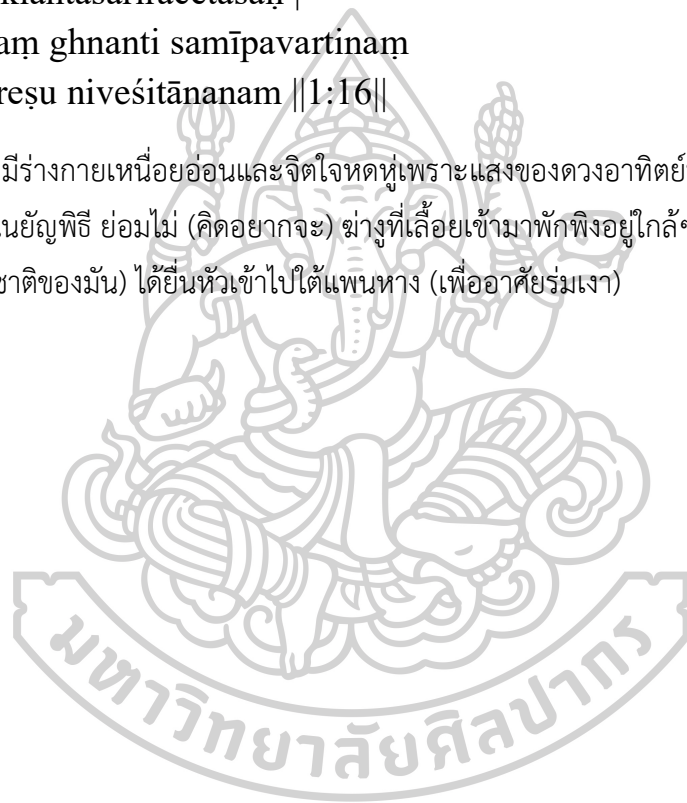 klāntaśarīracetasaḥ |
aṃ ghnanti samīpavartinaṃ
reṣu niveśitānanam ||1:16||
มีร่างกายเหนื่อยอ่อนและจิตใจหดหู่เพราะแสงของดวงอาทิตย์
นยัญพิธี ย่อมไม่ (คิดอยากจะ) ฆ่างูที่เลื้อยเข้ามาพักพิงอยู่ใกล้ๆ
ชาติของมัน) ได้ยื่นหัวเข้าไปใต้แพนหาง (เพื่ออาศัยร่มเงา)
มหาวิทยาลัยศิลปากร